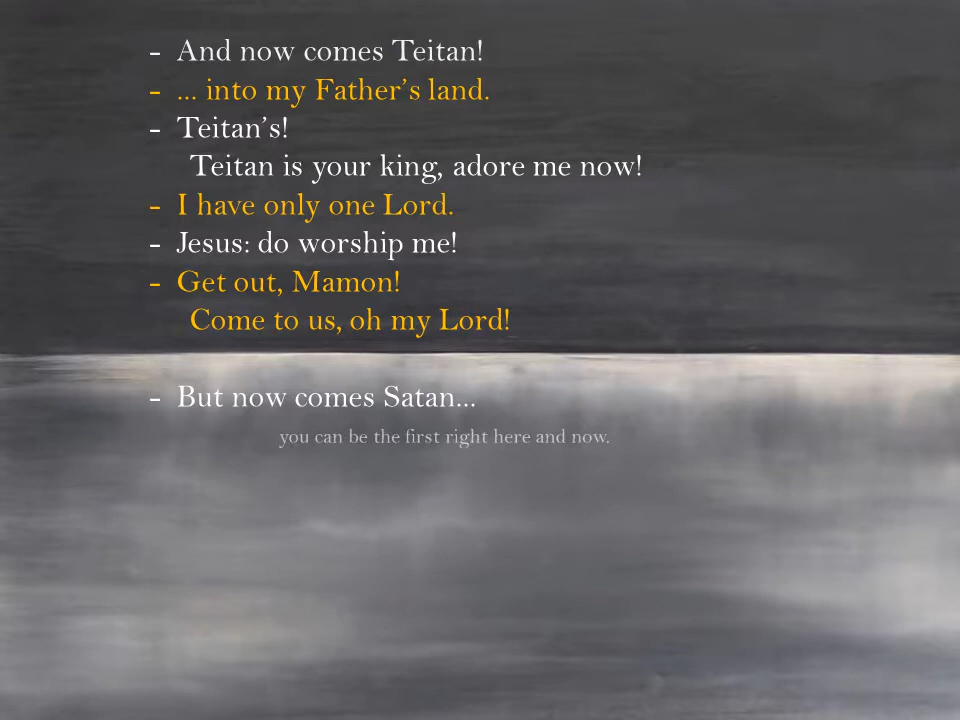 - And now comes Teitan!
- ... into my Father's land.
- Teitan's!
Teitan is your king, adore me now!
- I have only one Lord.
- Jesus: do worship me!
- Get out, Mamon!
Come to us, oh my Lord!
- But now comes Satan...
you can be the first right here and now.